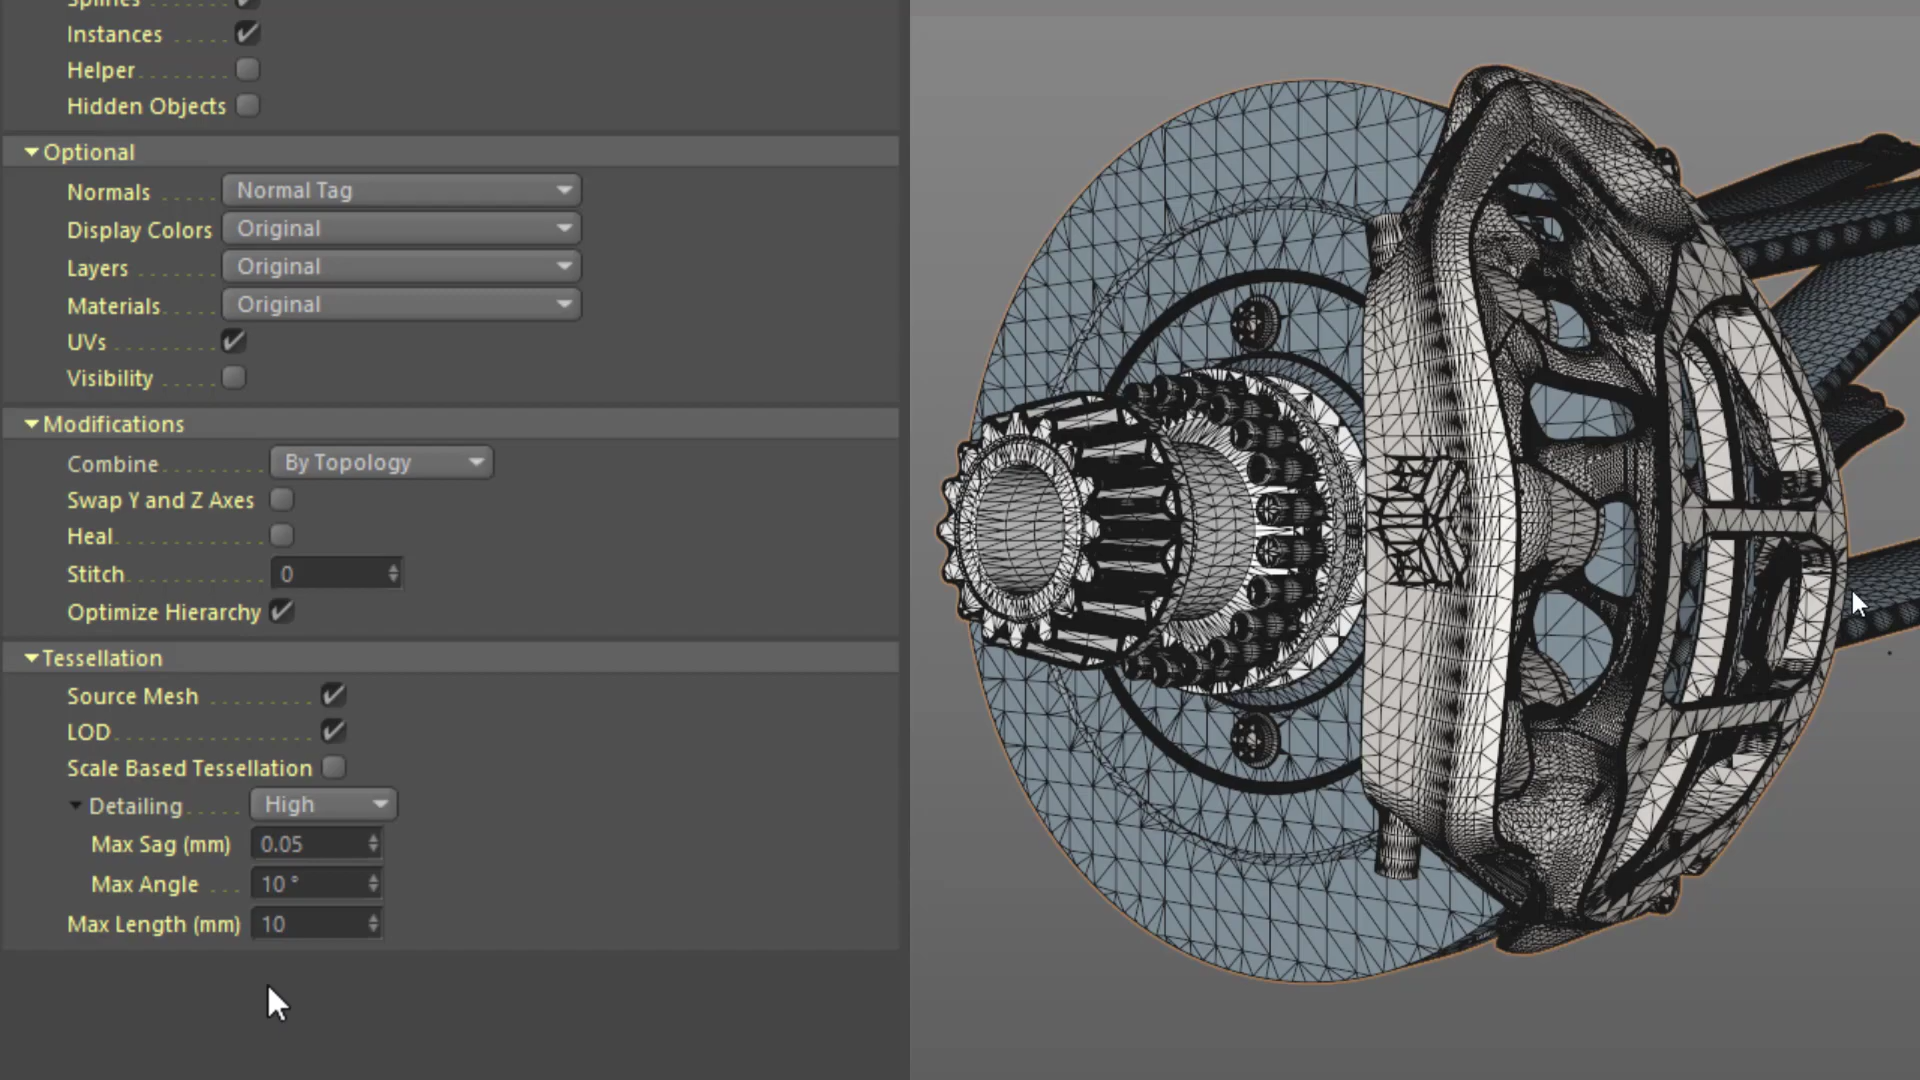 Splines
Instances
Helper
Hidden Objects
Optional
Normals Normal Tag
Display Colors Original
Layers Original
Materials Original
UVs
Visibility
Modifications
Combine By Topology
Swap Y and Z Axes
Heal
Stitch 0
Optimize Hierarchy
Tessellation
Source Mesh
LOD
Scale Based Tessellation
Detailing High
Max Sag (mm) 0.05
Max Angle 10 °
Max Length (mm) 10